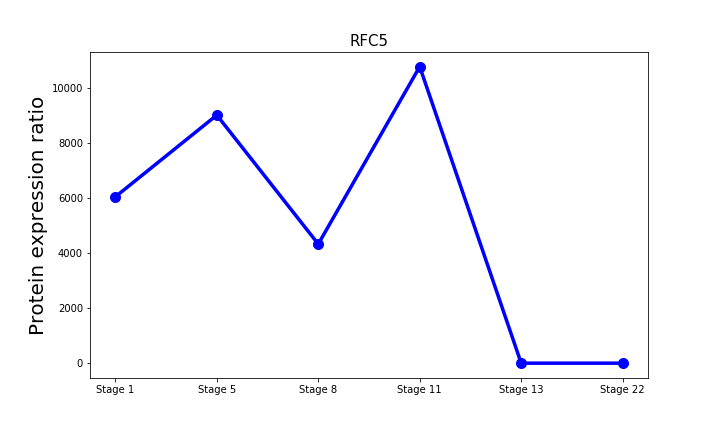 RFC5
Protein expression ratio
10000
8000
6000
4000
2000
0
Stage 1 Stage 5 Stage 8 Stage 11 Stage 13 Stage 22